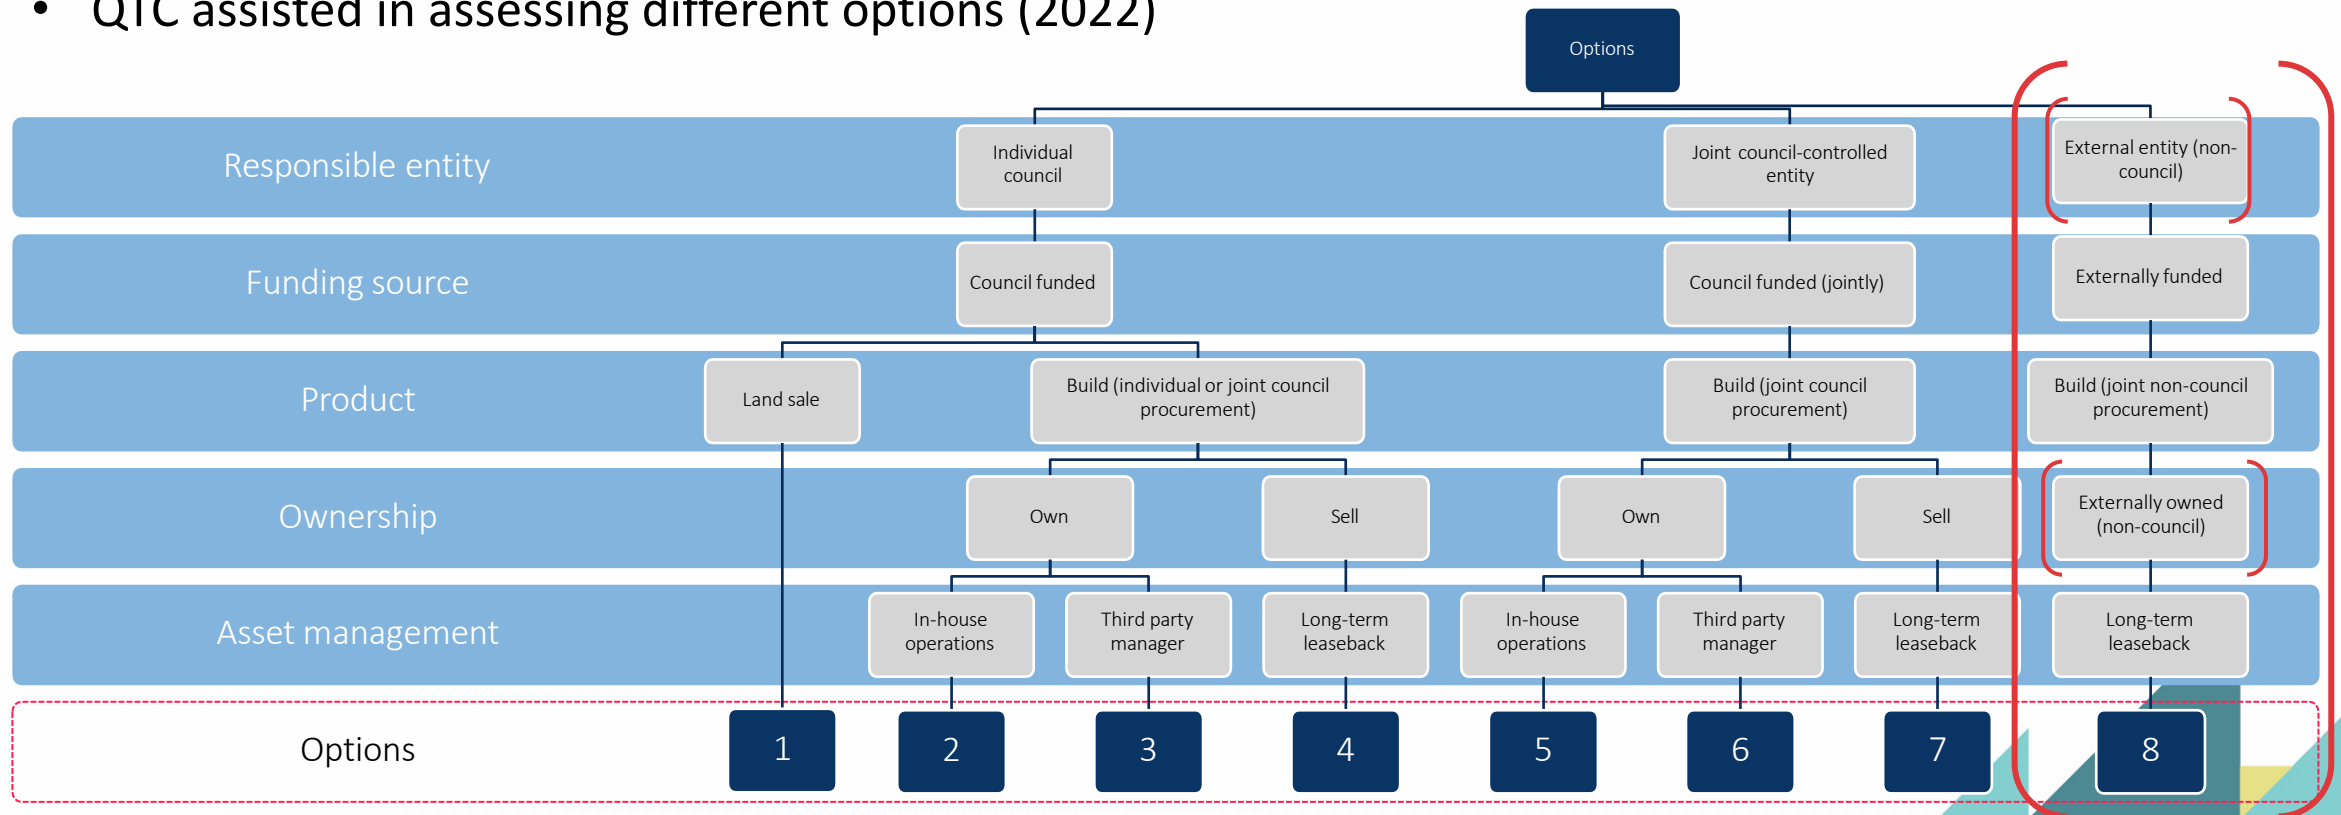 • QTC assisted in assessing different options (2022)
Options
Responsible entity
Individual
council
Joint council-controlled
entity
External entity (non-
council)
Funding source
Council funded
Council funded (jointly)
Externally funded
Product
Land sale
Build (individual or joint council
procurement)
Build (joint council
procurement)
Build (joint non-council
procurement)
Ownership
Own
Sell
Own
Sell
Externally owned
(non-council)
Asset management
In-house
operations
Third party
manager
Long-term
leaseback
In-house
operations
Third party
manager
Long-term
leaseback
Long-term
leaseback
Options
1
2
3
4
5
6
7
8